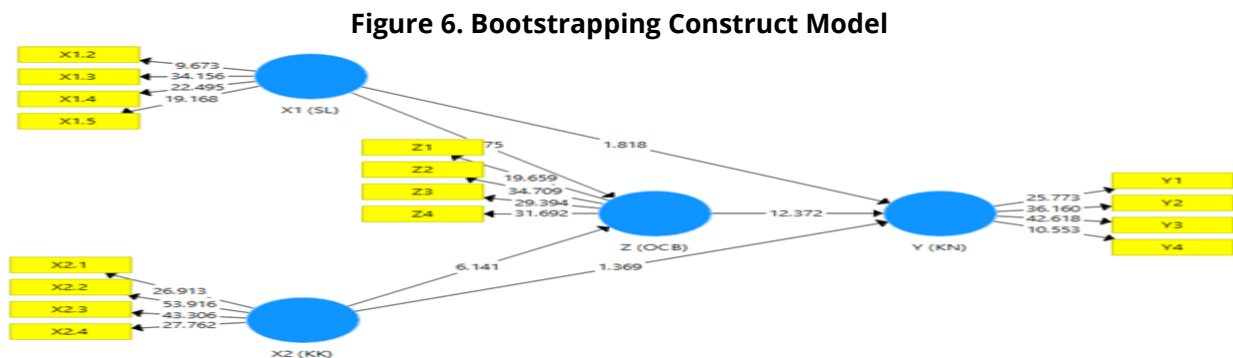 Figure 6. Bootstrapping Construct Model
X1.2
X1.3
X1.4
X1.5
9.673
34.156
22.495
19.168
X1 (SL)
Z1
Z2
Z3
Z4
75
19.659
34.709
29.394
31.692
1.818
Z (OCB)
12.372
Y (KN)
25.773
36.160
42.618
10.553
Y1
Y2
Y3
Y4
6.141
1.369
X2.1
X2.2
X2.3
X2.4
26.913
53.916
43.306
27.762
X2 (KK)